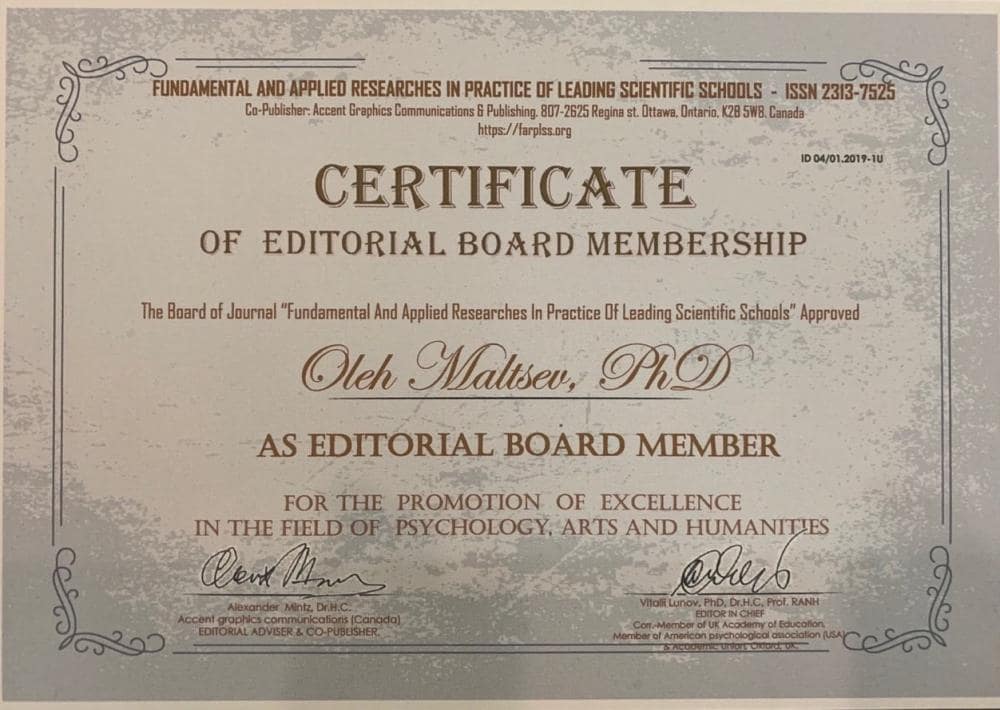 FUNDAMENTAL AND APPLIED RESEARCHES IN PRACTICE OF LEADING SCIENTIFIC SCHOOLS - ISSN 2313-7525
Co-Publisher: Accent Graphics Communications & Publishing. 807-2625 Regina st. Ottawa, Ontario, K2B 5W8, Canada
https://farplss.org
ID 04/01.2019-1U
CERTIFICATE
OF EDITORIAL BOARD MEMBERSHIP
The Board of Journal "Fundamental And Applied Researches In Practice Of Leading Scientific Schools" Approved
Oleh Maltsev, PhD
AS EDITORIAL BOARD MEMBER
FOR THE PROMOTION OF EXCELLENCE
IN THE FIELD OF PSYCHOLOGY, ARTS AND HUMANITIES
Alexander Mintz, Dr.H.C.
Accent graphics communications (Canada)
EDITORIAL ADVISER & CO-PUBLISHER.
Vitalii Lunov, PhD, Dr.H.C, Prof. RANH
EDITOR IN CHIEF
Corr.-Member of UK Academy of Education,
Member of American psychological association (USA)
& Academic union, Oxford, UK.